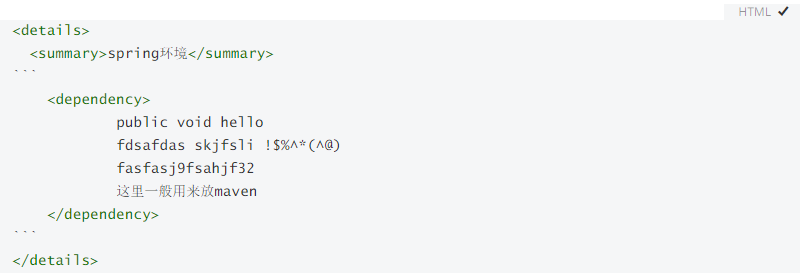 HTML ✔
<details>
  <summary>spring环境</summary>
```
    <dependency>
            public void hello
            fdsafdas skjfsli !$%^*(^@)
            fasfasj9fsahjf32
            这里一般用来放maven
    </dependency>
```
</details>